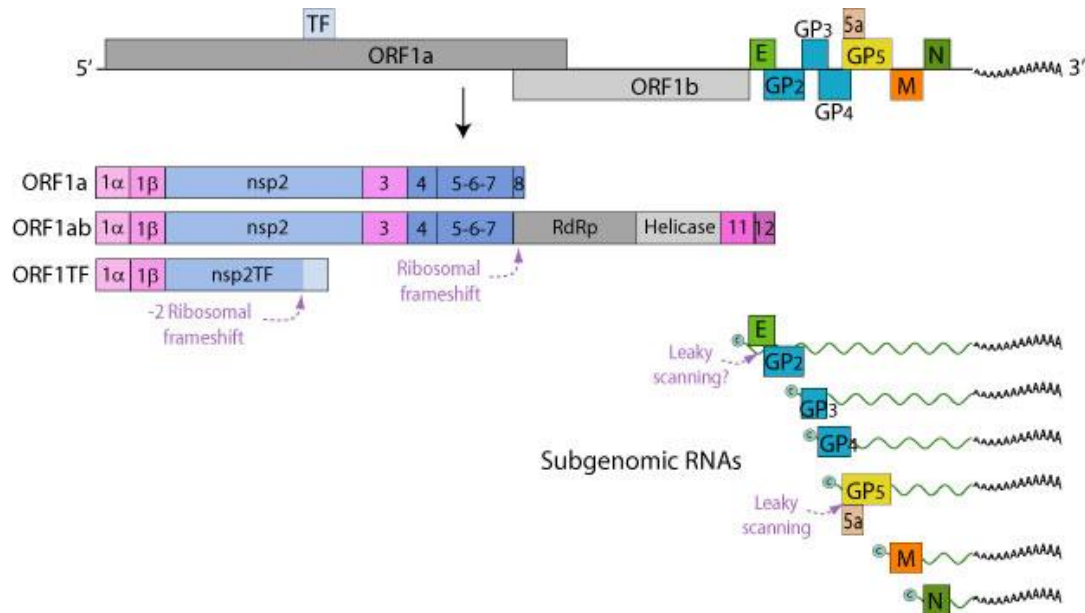 TF
GP3
5a
5' ORF1a E GP5 N 3'
ORF1b GP2 M
GP4
ORF1a 1α 1β nsp2 3 4 5-6-7 8
ORF1ab 1α 1β nsp2 3 4 5-6-7 RdRp Helicase 11 12
ORF1TF 1α 1β nsp2TF
Ribosomal
frameshift
-2 Ribosomal
frameshift
C E
Leaky
scanning?
GP2
C GP3
C GP4
Subgenomic RNAs
C GP5
Leaky
scanning
5a
C M
C N